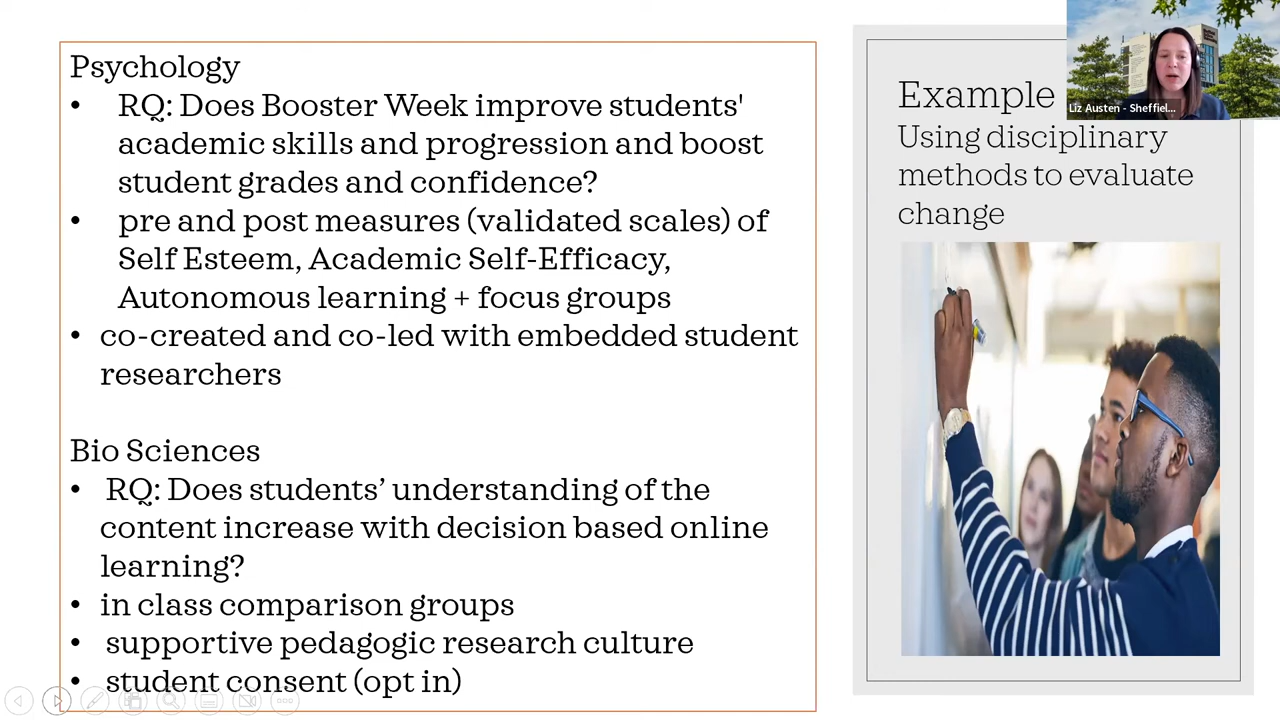 Psychology
• RQ: Does Booster Week improve students'
academic skills and progression and boost
student grades and confidence?
• pre and post measures (validated scales) of
Self Esteem, Academic Self-Efficacy,
Autonomous learning + focus groups
• co-created and co-led with embedded student
researchers
Bio Sciences
• RQ: Does students’ understanding of the
content increase with decision based online
learning?
• in class comparison groups
• supportive pedagogic research culture
• student consent (opt in)
Example
Using disciplinary
methods to evaluate
change
Liz Austen - Sheffiel...